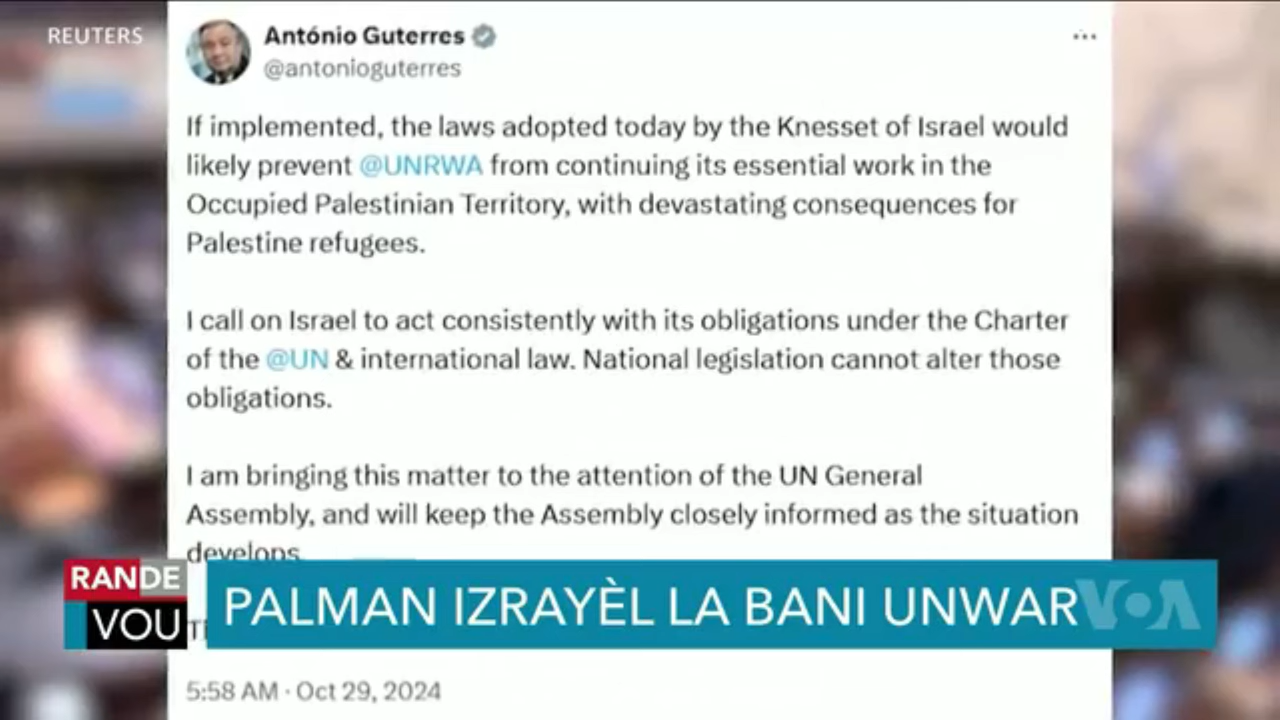 REUTERS
António Guterres
@antonioguterres
If implemented, the laws adopted today by the Knesset of Israel would
likely prevent @UNRWA from continuing its essential work in the
Occupied Palestinian Territory, with devastating consequences for
Palestine refugees.
I call on Israel to act consistently with its obligations under the Charter
of the @UN & international law. National legislation cannot alter those
obligations.
I am bringing this matter to the attention of the UN General
Assembly, and will keep the Assembly closely informed as the situation
develops.
RANDE
VOU
PALMAN IZRAYÈL LA BANI UNWAR
VOA
5:58 AM · Oct 29, 2024